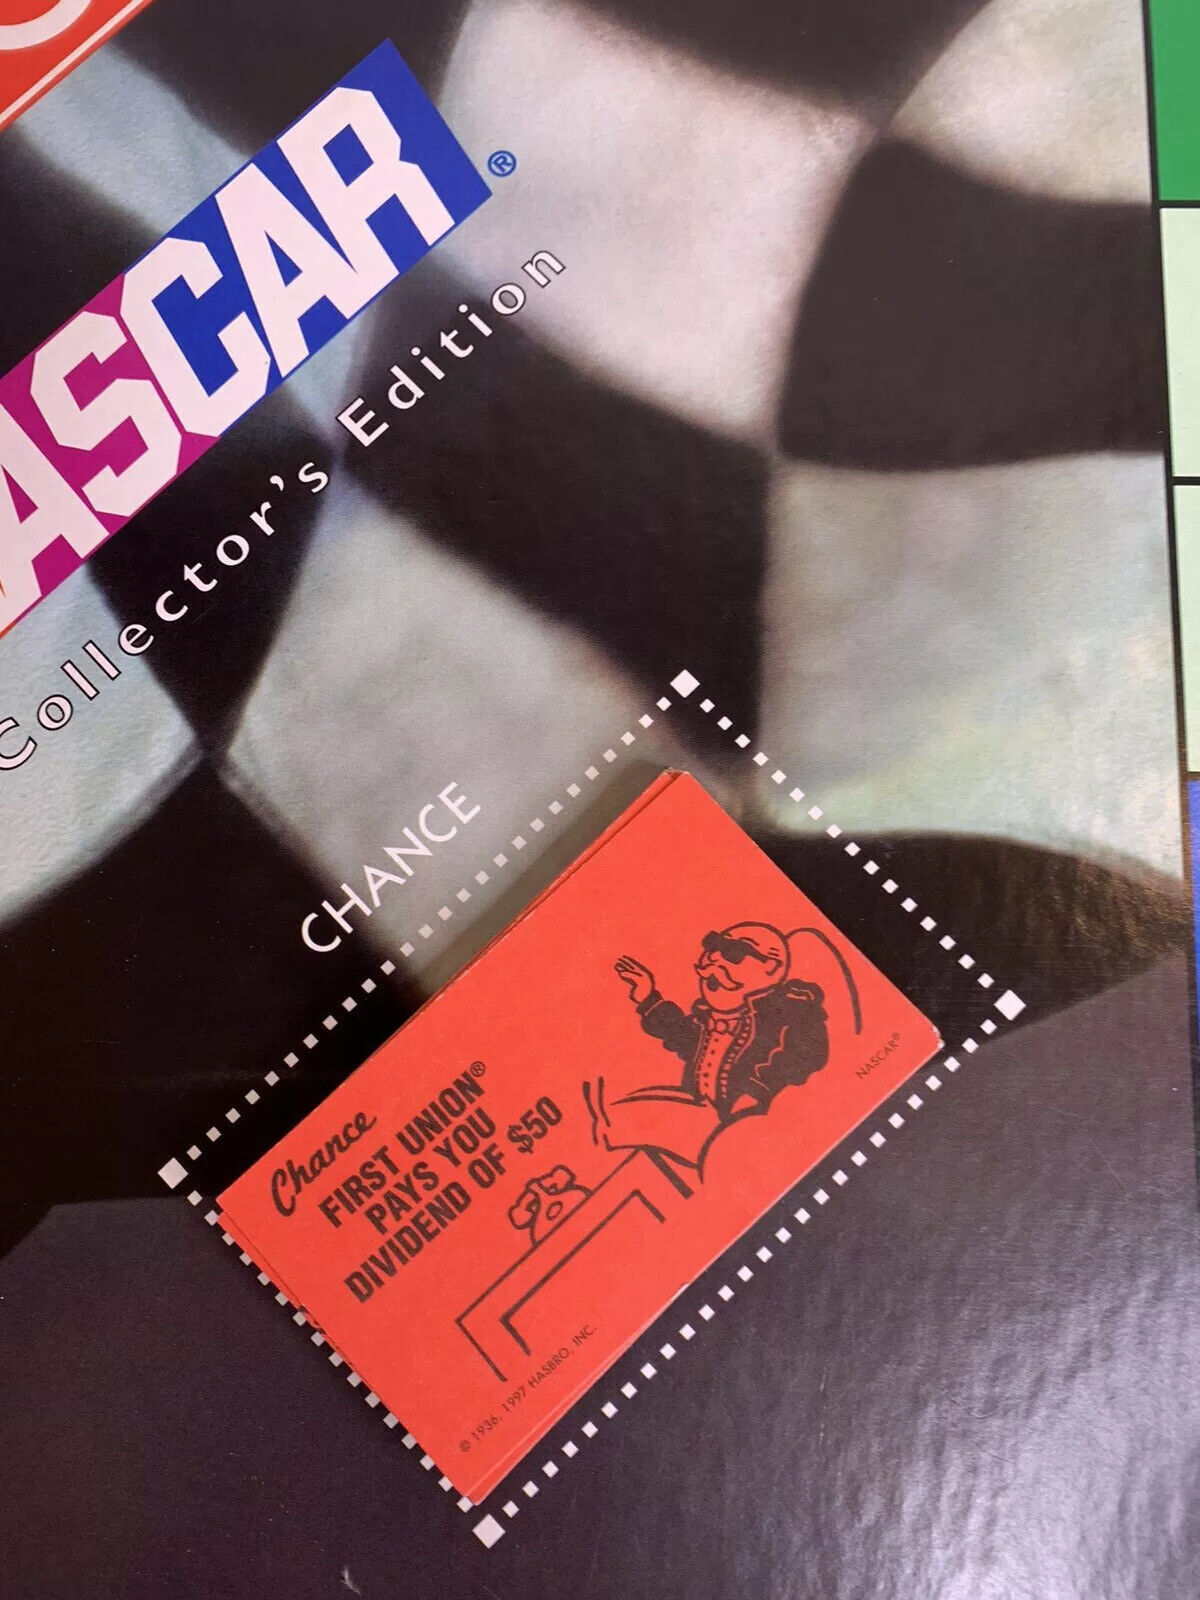 ASCAR®
Collector's Edition
CHANCE
Chance
FIRST UNION®
PAYS YOU
DIVIDEND OF $50
© 1936, 1997 HASBRO, INC.
NASCAR®